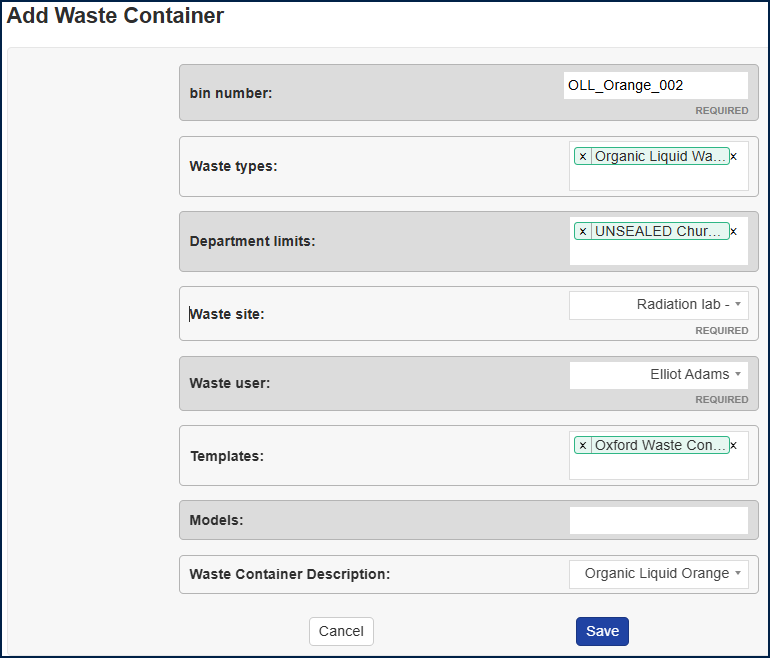 Add Waste Container
bin number:
OLL_Orange_002
REQUIRED
Waste types:
× Organic Liquid Wa... ×
Department limits:
× UNSEALED Chur... ×
Waste site:
Radiation lab -
REQUIRED
Waste user:
Elliot Adams
REQUIRED
Templates:
× Oxford Waste Con... ×
Models:
Waste Container Description:
Organic Liquid Orange
Cancel
Save